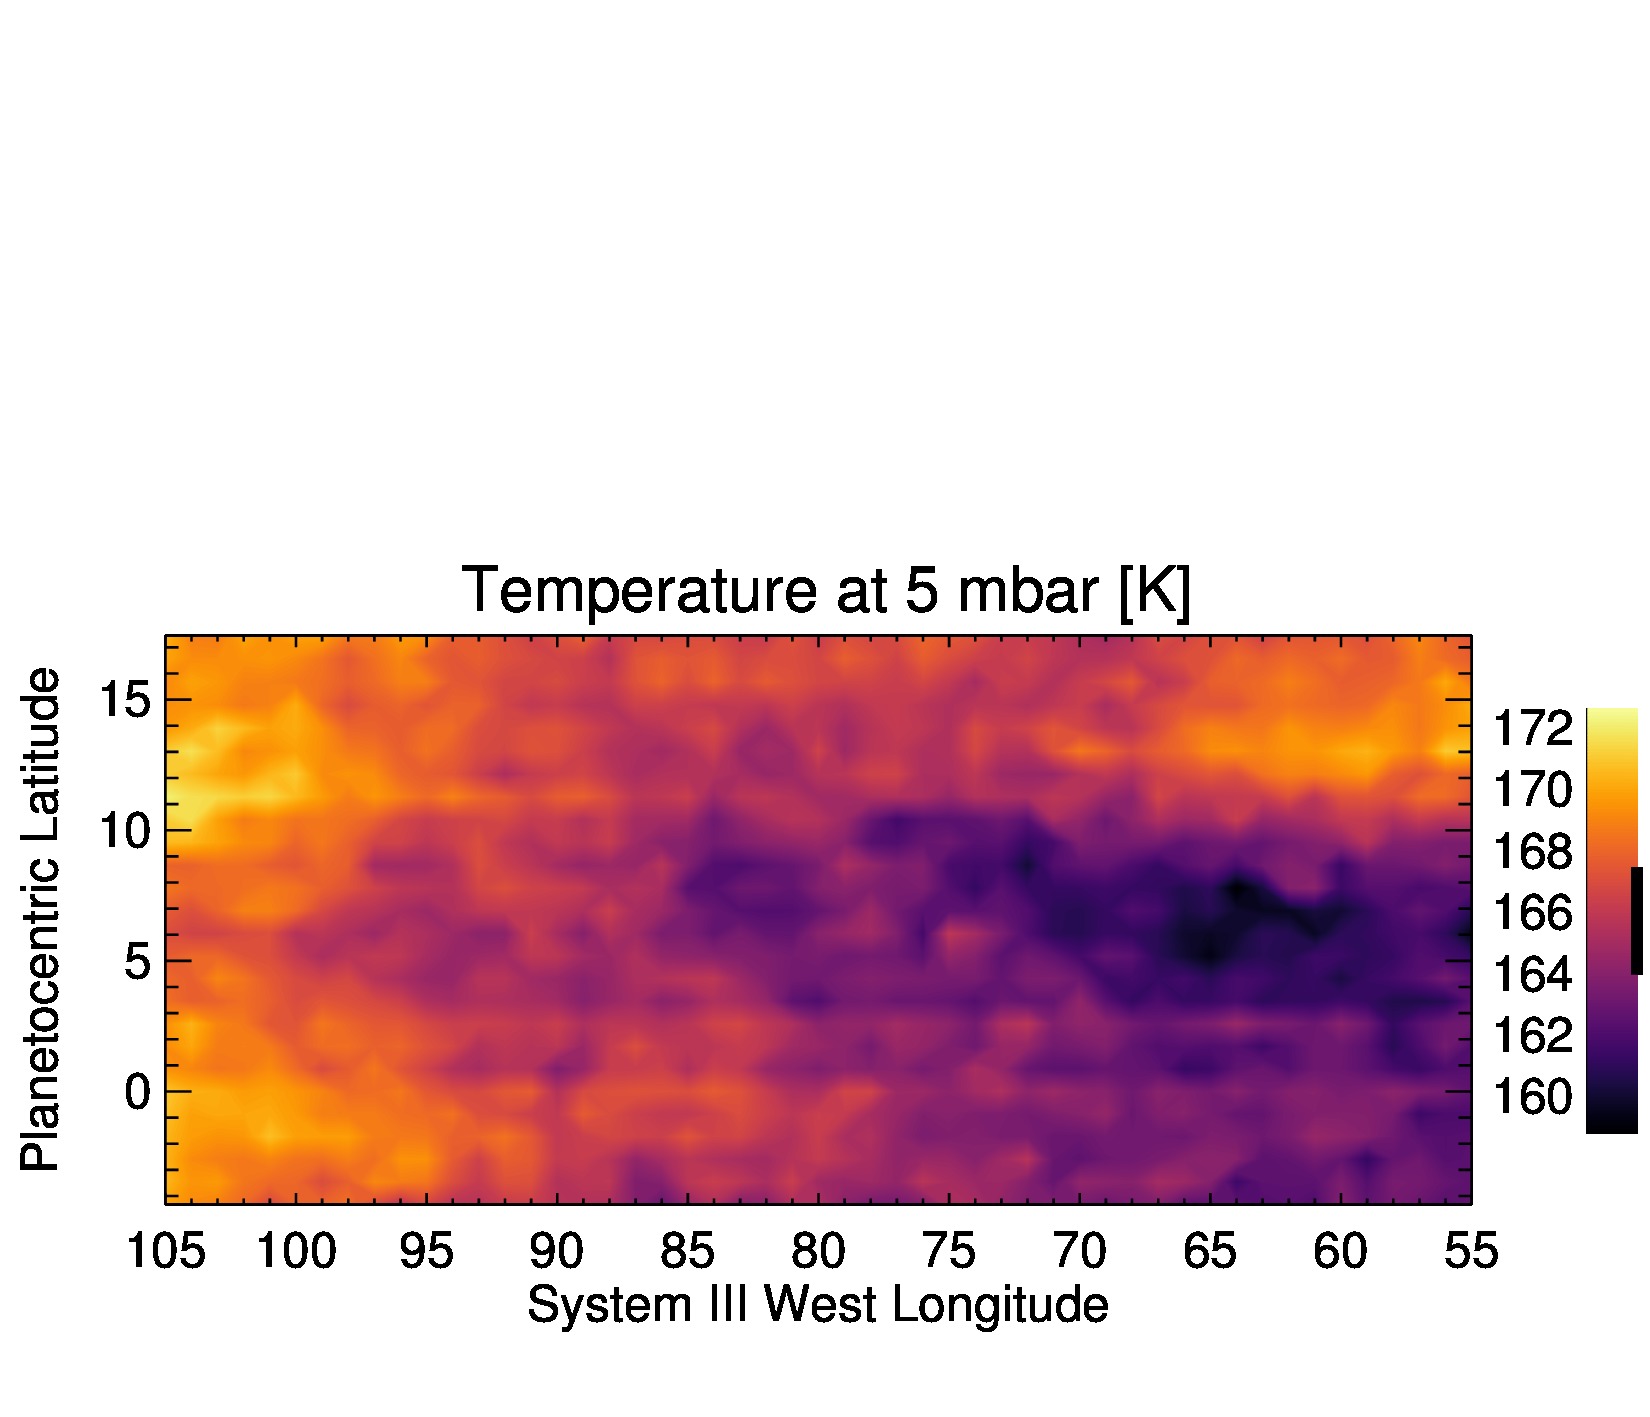 Temperature at 5 mbar [K]
Planetocentric Latitude
15
10
5
0
172
170
168
166
164
162
160
105 100 95 90 85 80 75 70 65 60 55
System III West Longitude